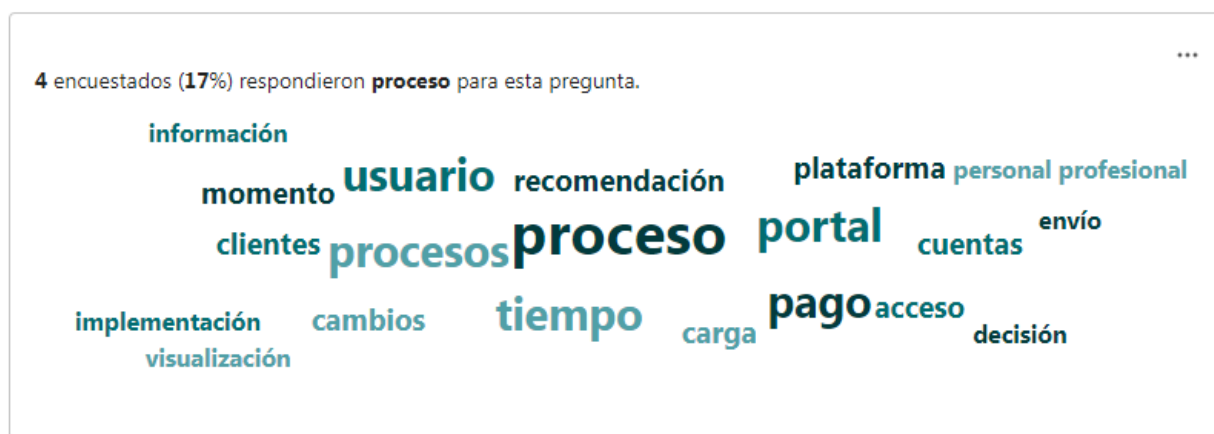 ...
4 encuestados (17%) respondieron proceso para esta pregunta.
información
usuario recomendación plataforma personal profesional
momento
clientes procesos proceso portal cuentas envío
implementación cambios tiempo carga pago acceso decisión
visualización